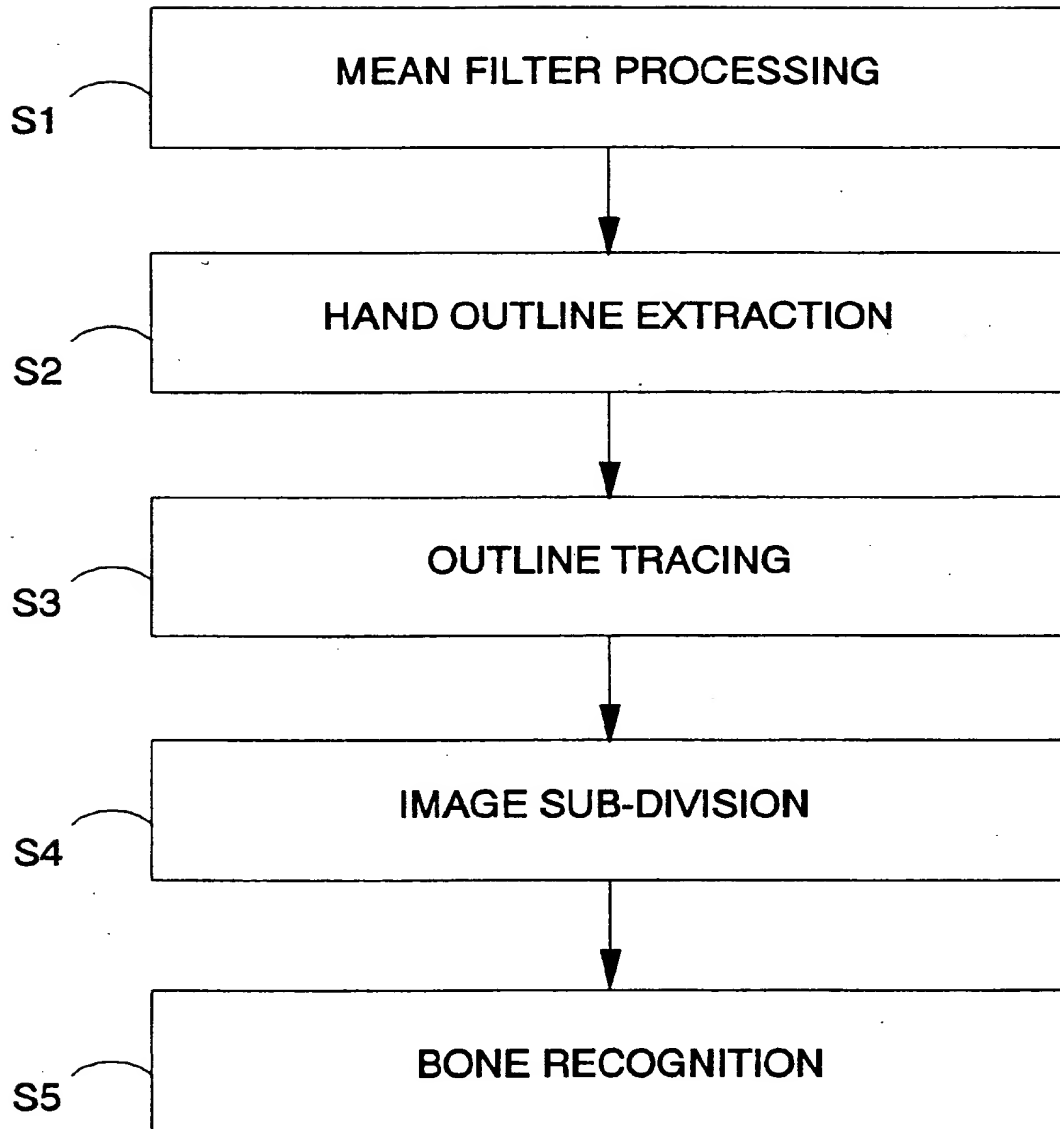 MEAN FILTER PROCESSING
S1
HAND OUTLINE EXTRACTION
S2
OUTLINE TRACING
S3
IMAGE SUB-DIVISION
S4
BONE RECOGNITION
S5